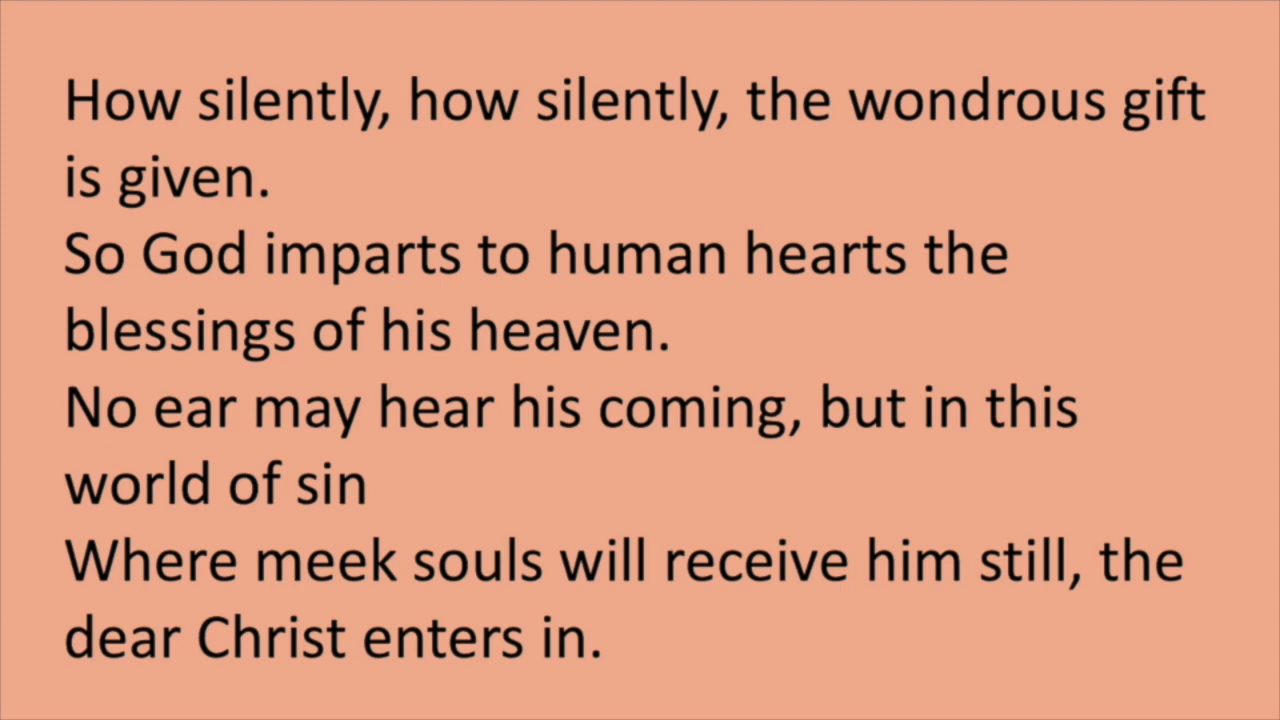 How silently, how silently, the wondrous gift
is given.
So God imparts to human hearts the
blessings of his heaven.
No ear may hear his coming, but in this
world of sin
Where meek souls will receive him still, the
dear Christ enters in.